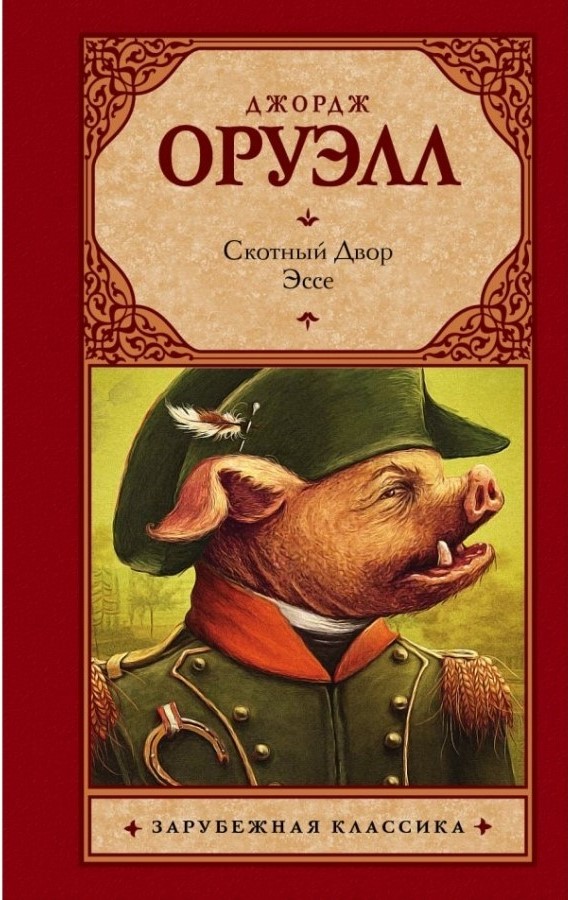 ДЖОРДЖ
ОРУЭЛЛ
Скотный Двор
Эссе
ЗАРУБЕЖНАЯ КЛАССИКА